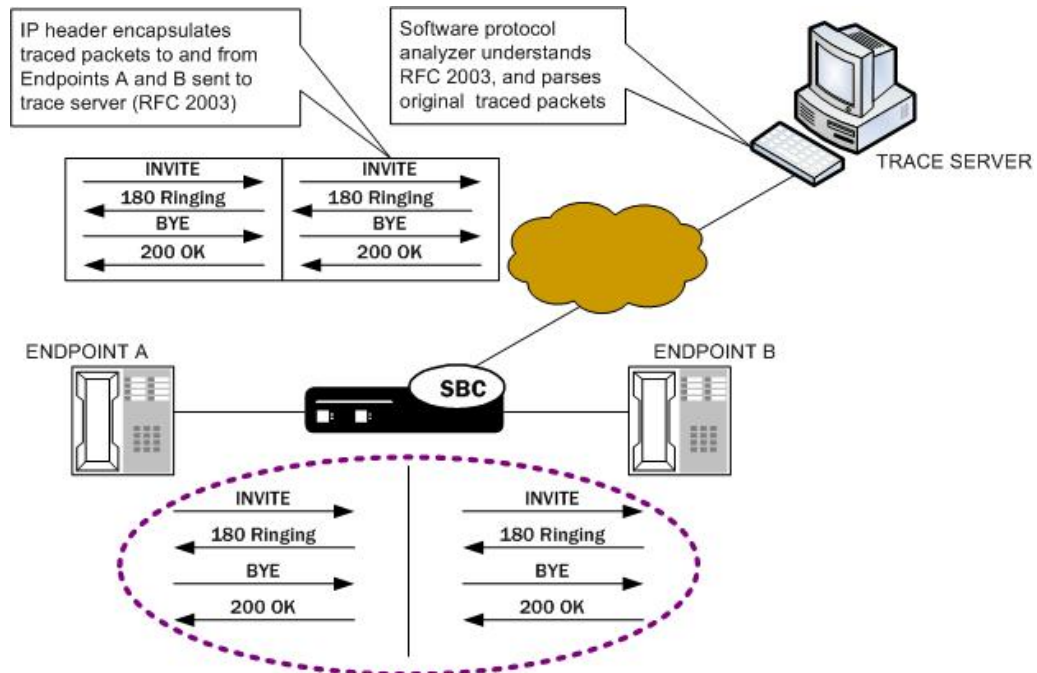 IP header encapsulates
traced packets to and from
Endpoints A and B sent to
trace server (RFC 2003)
Software protocol
analyzer understands
RFC 2003, and parses
original traced packets
TRACE SERVER
INVITE
180 Ringing
BYE
200 OK
INVITE
180 Ringing
BYE
200 OK
ENDPOINT A
SBC
ENDPOINT B
INVITE
180 Ringing
BYE
200 OK
INVITE
180 Ringing
BYE
200 OK